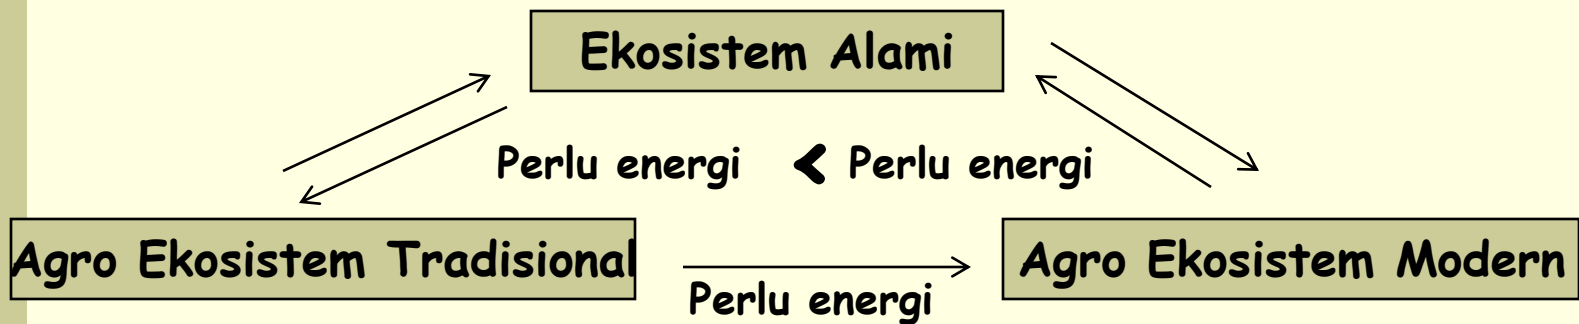 Ekosistem Alami
Perlu energi < Perlu energi
Agro Ekosistem Tradisional
Agro Ekosistem Modern
Perlu energi